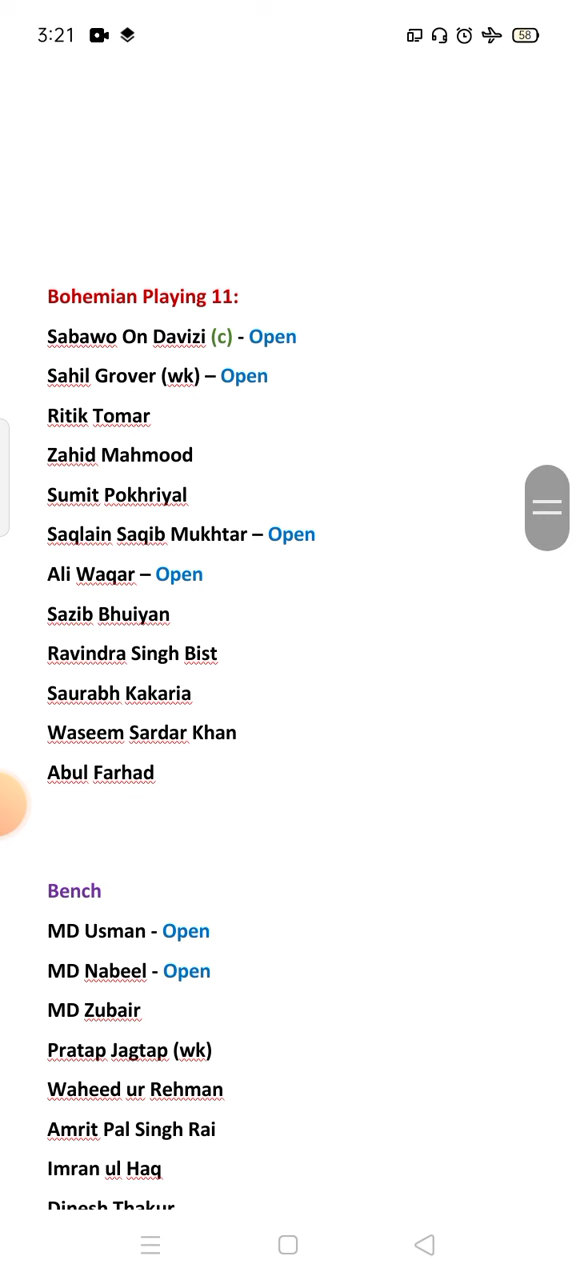 3:21
58
Bohemian Playing 11:
Sabawo On Davizi (c) - Open
Sahil Grover (wk) – Open
Ritik Tomar
Zahid Mahmood
Sumit Pokhriyal
Saqlain Saqib Mukhtar – Open
Ali Waqar – Open
Sazib Bhuiyan
Ravindra Singh Bist
Saurabh Kakaria
Waseem Sardar Khan
Abul Farhad
Bench
MD Usman - Open
MD Nabeel - Open
MD Zubair
Pratap Jagtap (wk)
Waheed ur Rehman
Amrit Pal Singh Rai
Imran ul Haq
Dinesh Thakur